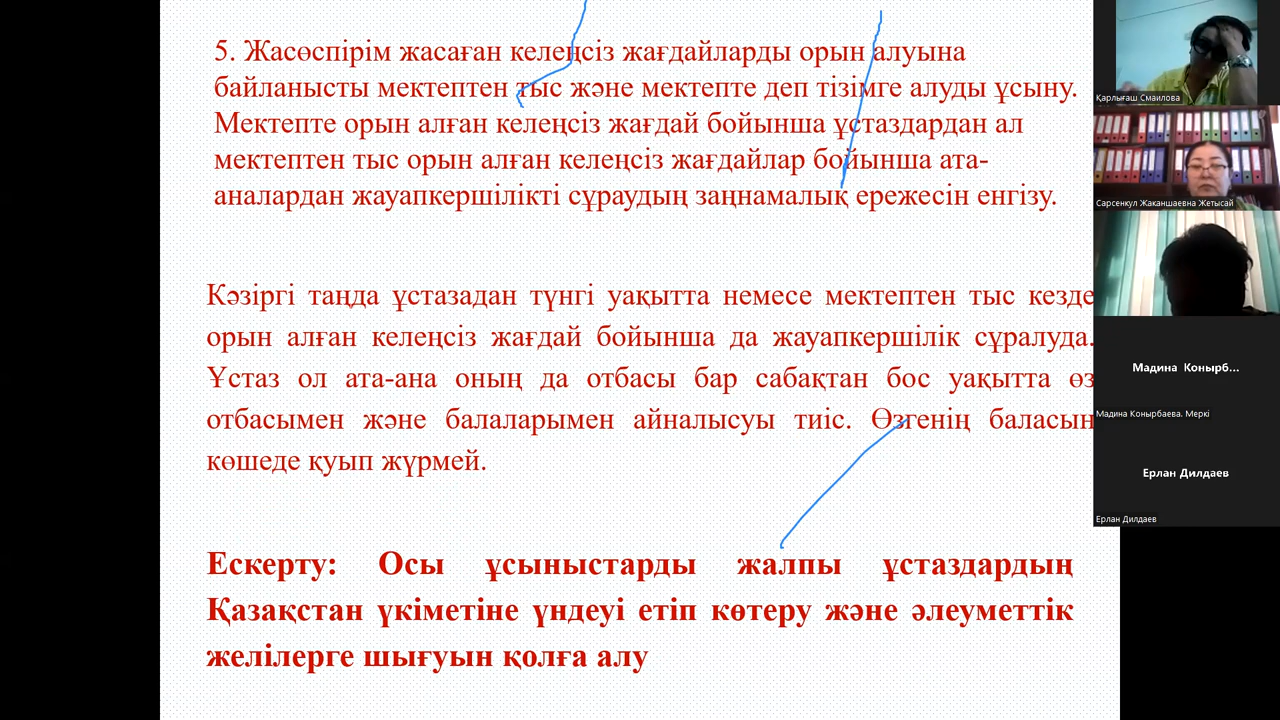 5. Жасөспірім жасаған келеңсіз жағдайларды орын алуына
байланысты мектептен тыс және мектепте деп тізімге алуды ұсыну.
Мектепте орын алған келеңсіз жағдай бойынша ұстаздардан ал
мектептен тыс орын алған келеңсіз жағдайлар бойынша ата-
аналардан жауапкершілікті сұраудың заңнамалық ережесін енгізу.
Кәзіргі таңда ұстазадан түнгі уақытта немесе мектептен тыс кезде
орын алған келеңсіз жағдай бойынша да жауапкершілік сұралуда.
Ұстаз ол ата-ана оның да отбасы бар сабақтан бос уақытта өз
отбасымен және балаларымен айналысуы тиіс. Өзгенің баласын
көшеде қуып жүрмей.
Ескерту: Осы ұсыныстарды жалпы ұстаздардың
Қазақстан үкіметіне үндеуі етіп көтеру және әлеуметтік
желілерге шығуын қолға алу
Қарлығаш Смаилова
Сарсенкул Жаканшаевна Жетысай
Мадина Конырб...
Мадина Конырбаева. Меркі
Ерлан Дилдаев
Ерлан Дилдаев